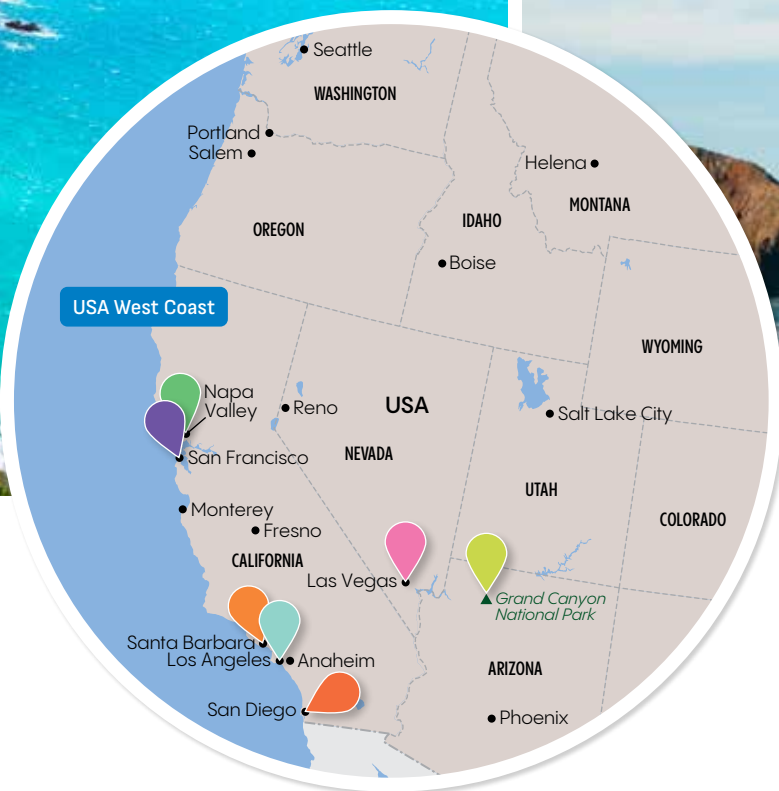 Seattle
WASHINGTON
Portland
Salem
Helena
MONTANA
IDAHO
OREGON
Boise
USA West Coast
WYOMING
Napa
Valley
Reno
USA
Salt Lake City
San Francisco
NEVADA
UTAH
Monterey
COLORADO
Fresno
CALIFORNIA
Las Vegas
Grand Canyon
National Park
Santa Barbara
Los Angeles
Anaheim
ARIZONA
San Diego
Phoenix